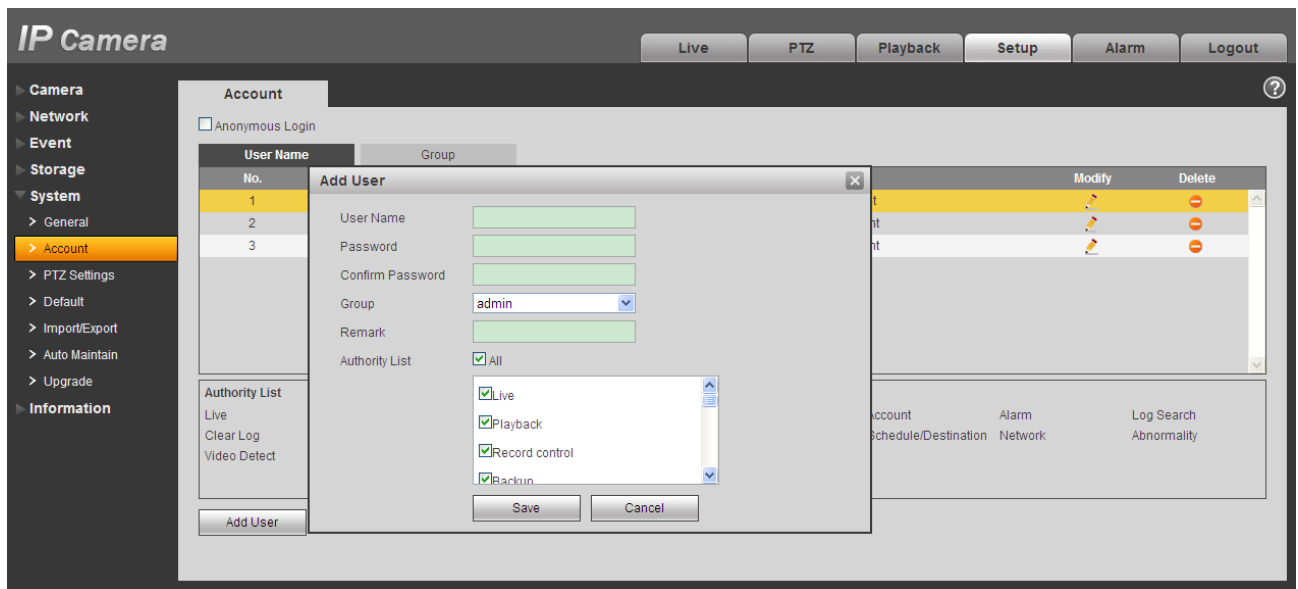 IP Camera
Live PTZ Playback Setup Alarm Logout
Camera
Network
Event
Storage
System
> General
> Account
> PTZ Settings
> Default
> Import/Export
> Auto Maintain
> Upgrade
Information
Account
?
Anonymous Login
User Name Group
No. Modify Delete
1
2
3
Add User
User Name
Password
Confirm Password
Group admin
Remark
Authority List All
Live
Playback
Record control
Backup
Save Cancel
Authority List
Live Account Alarm Log Search
Clear Log Schedule/Destination Network Abnormality
Video Detect
Add User